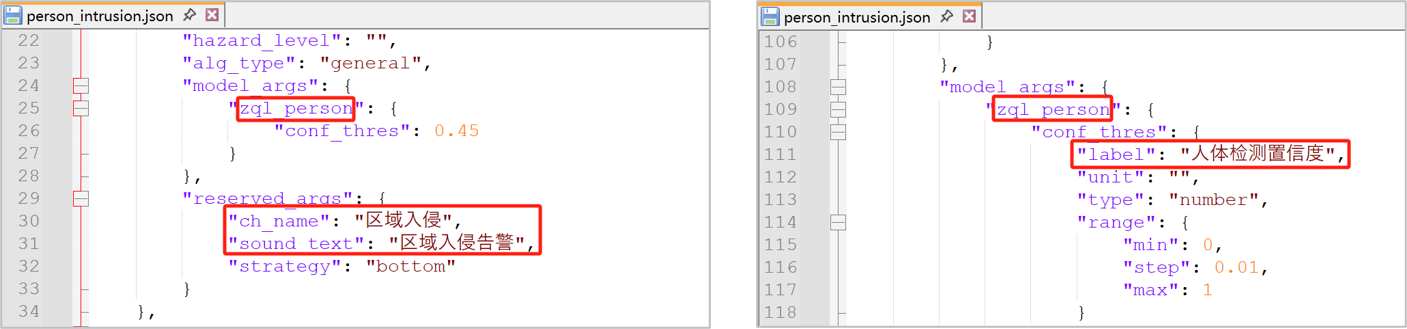 person_intrusion.json
22 "hazard_level": "",
23 "alg_type": "general",
24 "model_args": {
25 "zql_person": {
26 "conf_thres": 0.45
27 }
28 },
29 "reserved_args": {
30 "ch_name": "区域入侵",
31 "sound_text": "区域入侵告警",
32 "strategy": "bottom"
33 }
34 },
person_intrusion.json
106 }
107 },
108 "model_args": {
109 "zql_person": {
110 "conf_thres": {
111 "label": "人体检测置信度",
112 "unit": "",
113 "type": "number",
114 "range": {
115 "min": 0,
116 "step": 0.01,
117 "max": 1
118 }